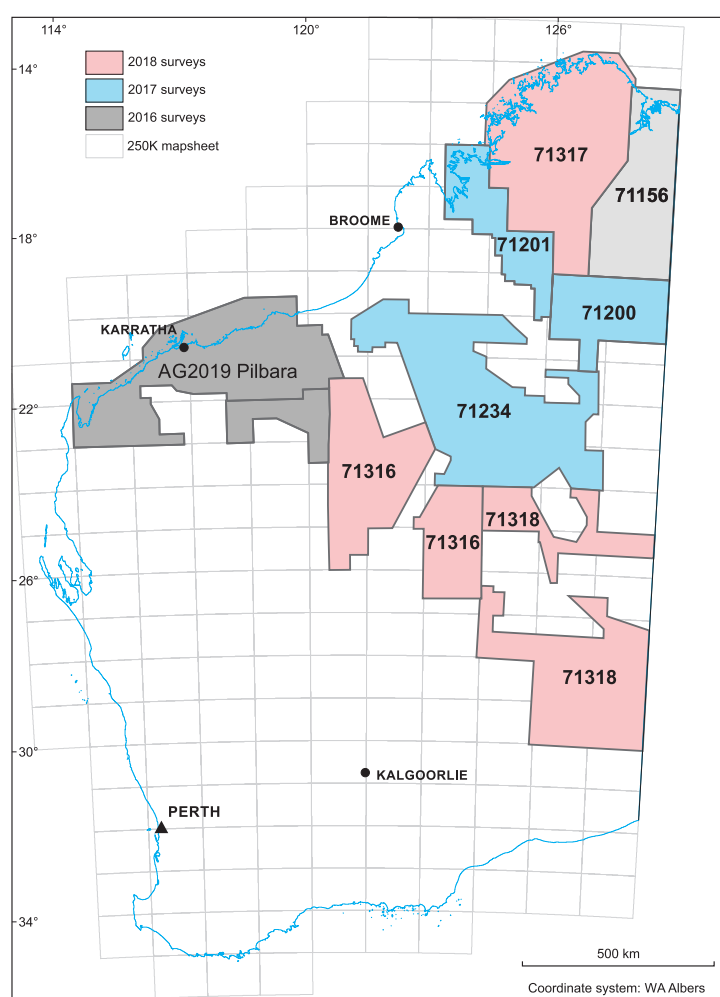 114°
120°
126°
14°
2018 surveys
2017 surveys
2016 surveys
250K mapsheet
71317
71156
BROOME
18°
71201
71200
KARRATHA
AG2019 Pilbara
22°
71234
71316
71318
71316
26°
71318
30°
KALGOORLIE
PERTH
34°
500 km
Coordinate system: WA Albers